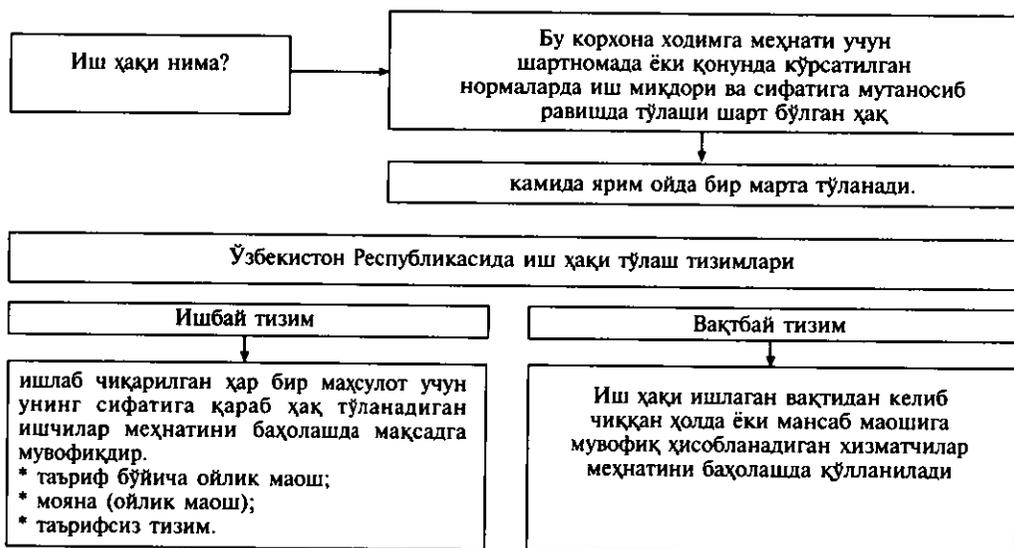 Иш ҳақи нима?
Бу корхона ходимга меҳнати учун
шартномада ёки қонунда кўрсатилган
нормаларда иш миқдори ва сифатига мутаносиб
равишда тўлаши шарт бўлган ҳақ
камида ярим ойда бир марта тўланади.
Ўзбекистон Республикасида иш ҳақи тўлаш тизимлари
Ишбай тизим
ишлаб чиқарилган ҳар бир маҳсулот учун
унинг сифатига қараб ҳақ тўланадиган
ишчилар меҳнатини баҳолашда мақсадга
мувофиқдир.
* таъриф бўйича ойлик маош;
* мояна (ойлик маош);
* таърифсиз тизим.
Вақтбай тизим
Иш ҳақи ишлаган вақтидан келиб
чиққан ҳолда ёки мансаб маошига
мувофиқ ҳисобланадиган хизматчилар
меҳнатини баҳолашда қўлланилади